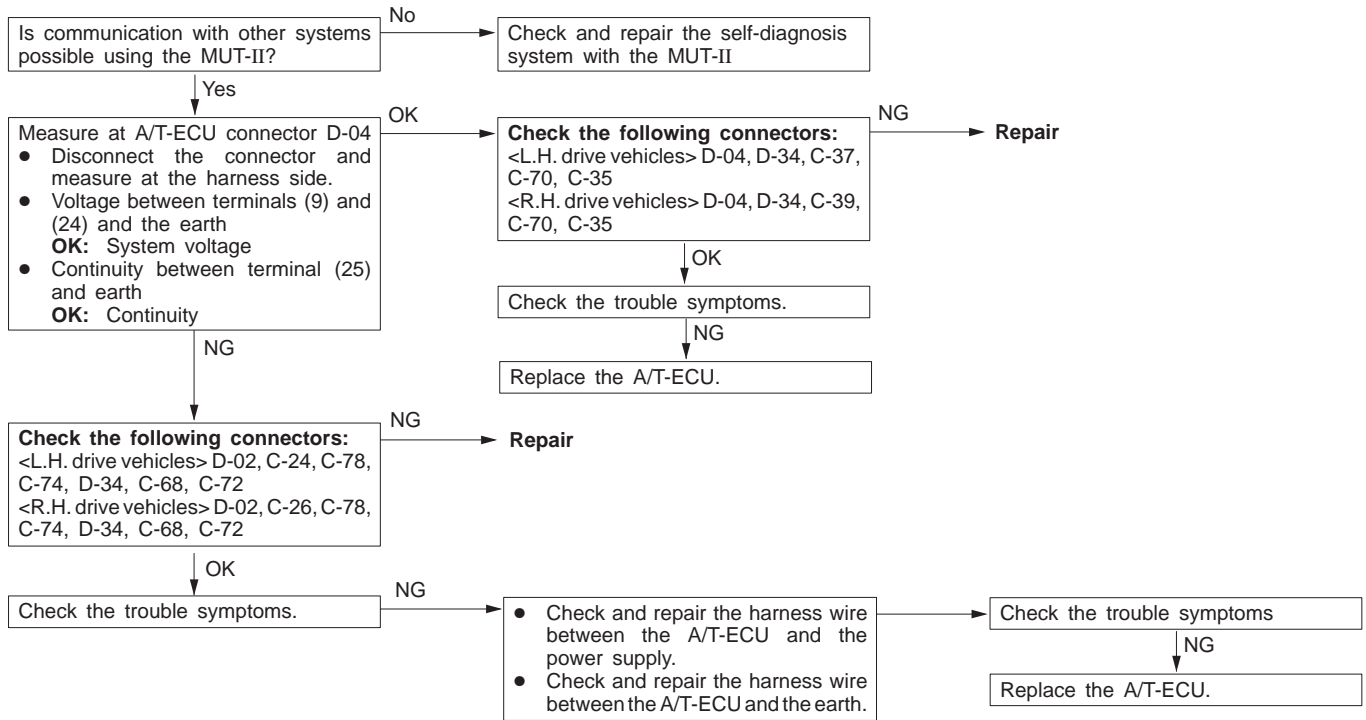 Is communication with other systems
possible using the MUT-II?
No
Check and repair the self-diagnosis
system with the MUT-II
Yes
Measure at A/T-ECU connector D-04
● Disconnect the connector and
measure at the harness side.
● Voltage between terminals (9) and
(24) and the earth
OK: System voltage
● Continuity between terminal (25)
and earth
OK: Continuity
OK
Check the following connectors:
<L.H. drive vehicles> D-04, D-34, C-37,
C-70, C-35
<R.H. drive vehicles> D-04, D-34, C-39,
C-70, C-35
NG
Repair
OK
Check the trouble symptoms.
NG
Replace the A/T-ECU.
NG
Check the following connectors:
<L.H. drive vehicles> D-02, C-24, C-78,
C-74, D-34, C-68, C-72
<R.H. drive vehicles> D-02, C-26, C-78,
C-74, D-34, C-68, C-72
NG
Repair
OK
Check the trouble symptoms.
NG
● Check and repair the harness wire
between the A/T-ECU and the
power supply.
● Check and repair the harness wire
between the A/T-ECU and the earth.
Check the trouble symptoms
NG
Replace the A/T-ECU.